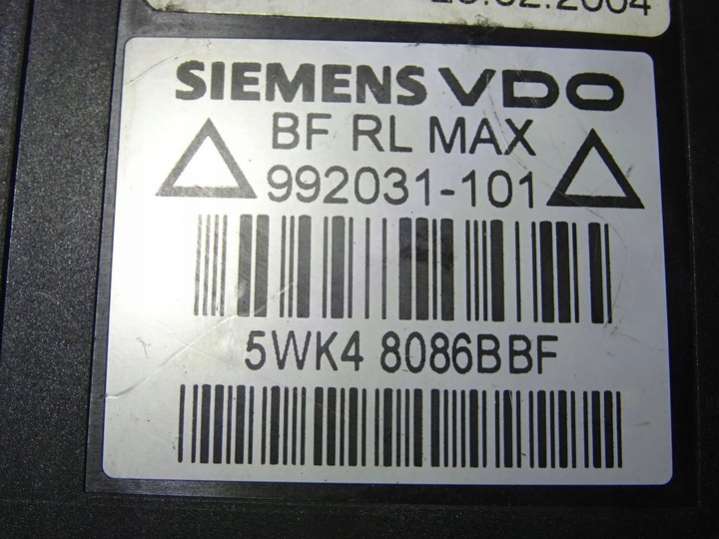 SIEMENS VDO
BF RL MAX
992031-101
5WK4 8086BBF